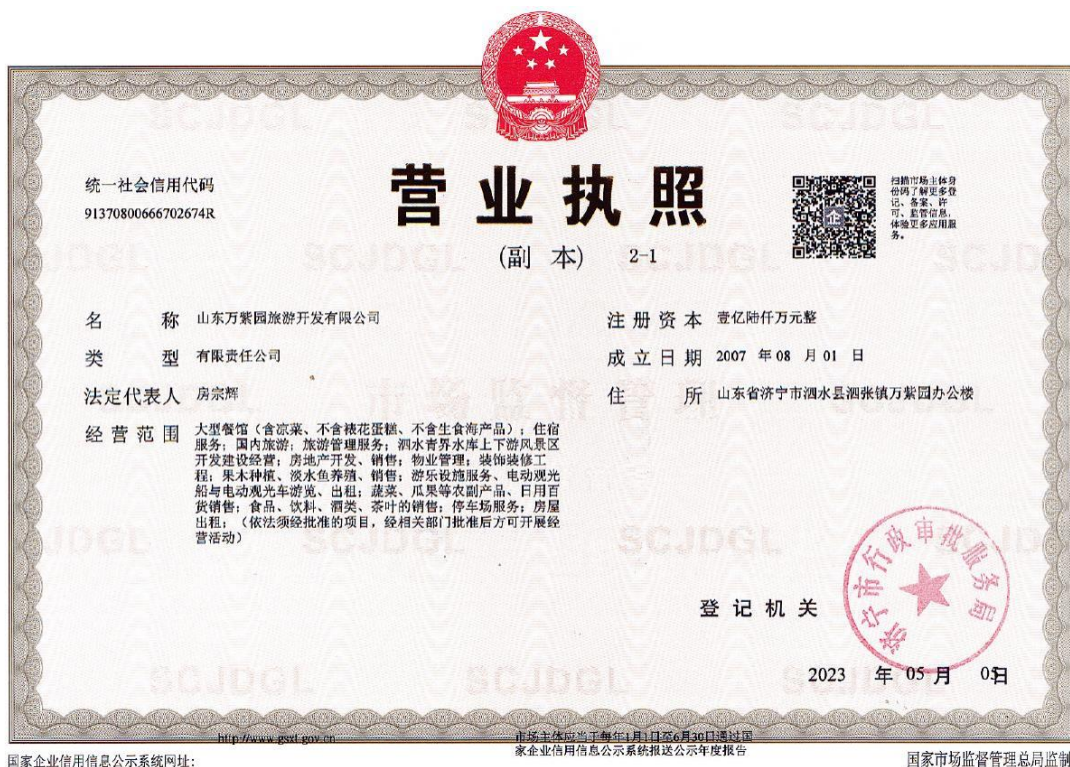 营业执照
(副 本) 2-1
统一社会信用代码
91370800666702674R
扫描市场主体身
份码了解更多登
记、备案、许
可、监管信息,
体验更多应用服
务。
名 称 山东万紫园旅游开发有限公司
类 型 有限责任公司
法定代表人 房宗辉
经营范围 大型餐馆(含凉菜、不含裱花蛋糕、不含生食海产品);住宿
服务;国内旅游;旅游管理服务;泗水青界水库上下游风景区
开发建设经营;房地产开发、销售;物业管理;装饰装修工
程;果木种植、淡水鱼养殖、销售;游乐设施服务、电动观光
船与电动观光车游览、出租;蔬菜、瓜果等农副产品、日用百
货销售;食品、饮料、酒类、茶叶的销售;停车场服务;房屋
出租;(依法须经批准的项目,经相关部门批准后方可开展经
营活动)
注册资本 壹亿陆仟万元整
成立日期 2007 年 08 月 01 日
住 所 山东省济宁市泗水县泗张镇万紫园办公楼
登记机关
济宁市行政审批服务局
2023 年 05 月 05 日
SCJDGL
市场监督管理
http://www.gsxt.gov.cn
市场主体应当于每年1月1日至6月30日通过国
家企业信用信息公示系统报送公示年度报告
国家企业信用信息公示系统网址:
国家市场监督管理总局监制